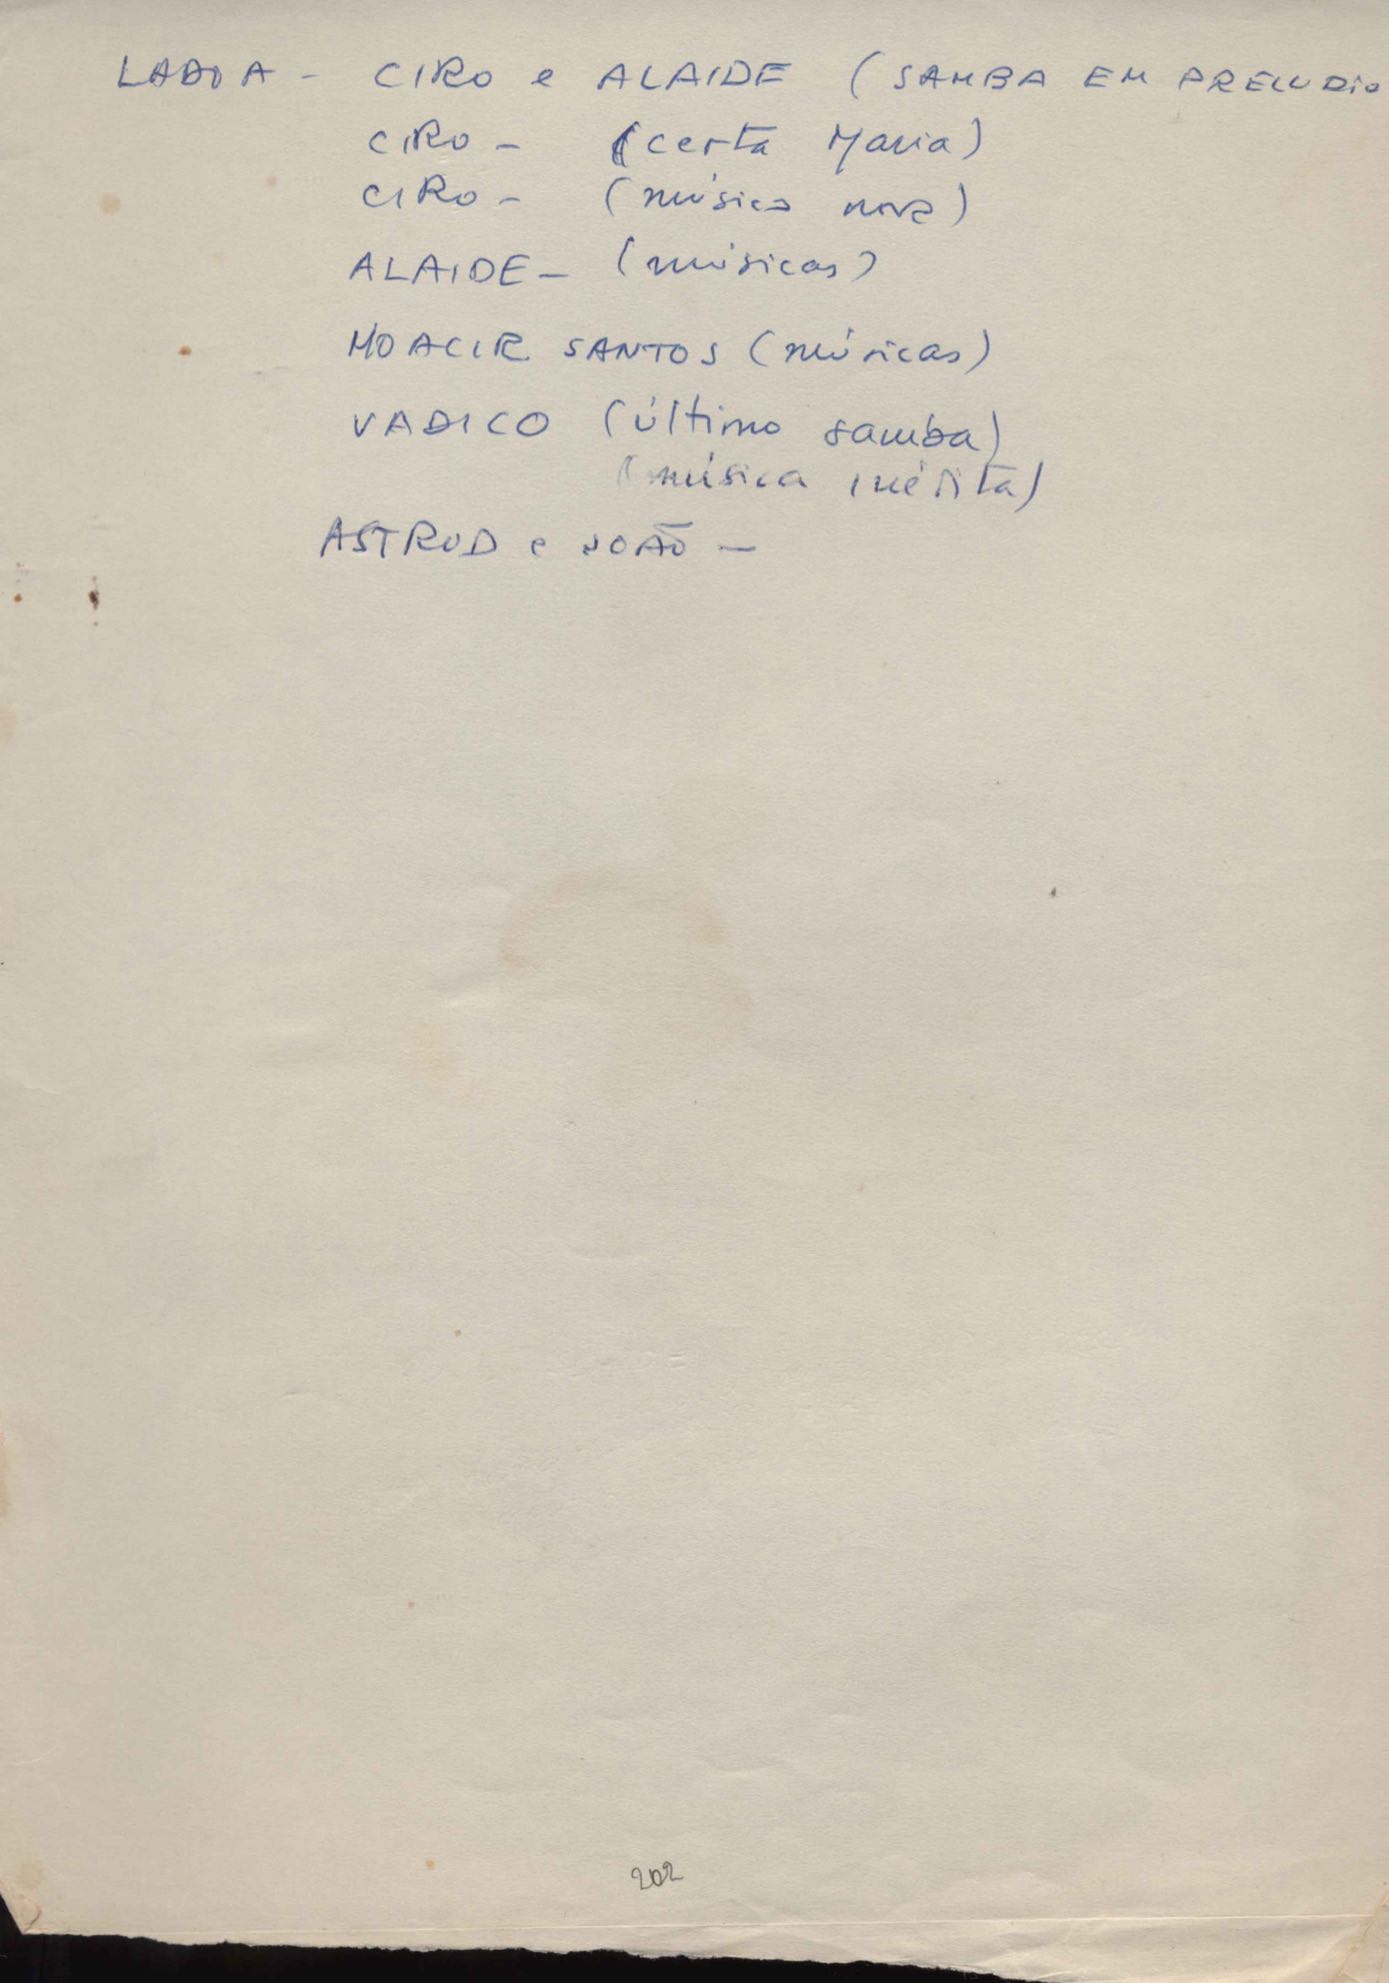 LADO A - CIRO e ALAIDE (SAMBA EM PRELUDIO
CIRO - (certa Maria)
CIRO - (música nova)
ALAIDE - (músicas)
MOACIR SANTOS (músicas)
VADICO (último samba)
(música inédita)
ASTRUD e JOÃO -
202